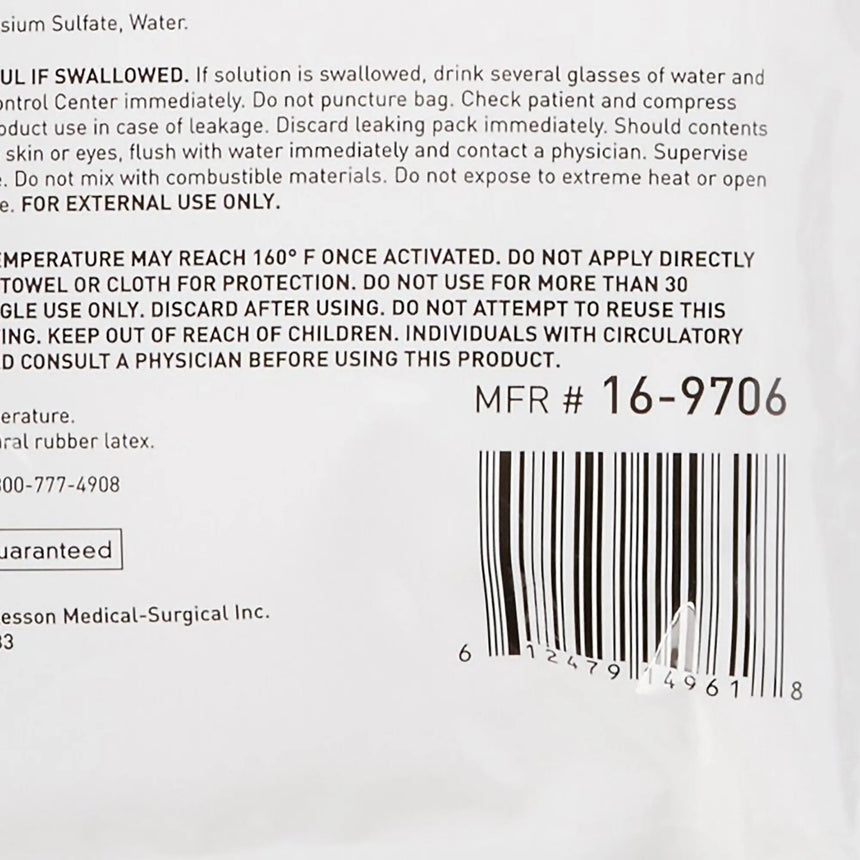 sium Sulfate, Water.
UL IF SWALLOWED. If solution is swallowed, drink several glasses of water and
ontrol Center immediately. Do not puncture bag. Check patient and compress
oduct use in case of leakage. Discard leaking pack immediately. Should contents
skin or eyes, flush with water immediately and contact a physician. Supervise
e. Do not mix with combustible materials. Do not expose to extreme heat or open
e. FOR EXTERNAL USE ONLY.
EMPERATURE MAY REACH 160° F ONCE ACTIVATED. DO NOT APPLY DIRECTLY
TOWEL OR CLOTH FOR PROTECTION. DO NOT USE FOR MORE THAN 30
GLE USE ONLY. DISCARD AFTER USING. DO NOT ATTEMPT TO REUSE THIS
ING. KEEP OUT OF REACH OF CHILDREN. INDIVIDUALS WITH CIRCULATORY
D CONSULT A PHYSICIAN BEFORE USING THIS PRODUCT.
MFR # 16-9706
erature.
ral rubber latex.
800-777-4908
uaranteed
esson Medical-Surgical Inc.
33
6 12479 14961 8